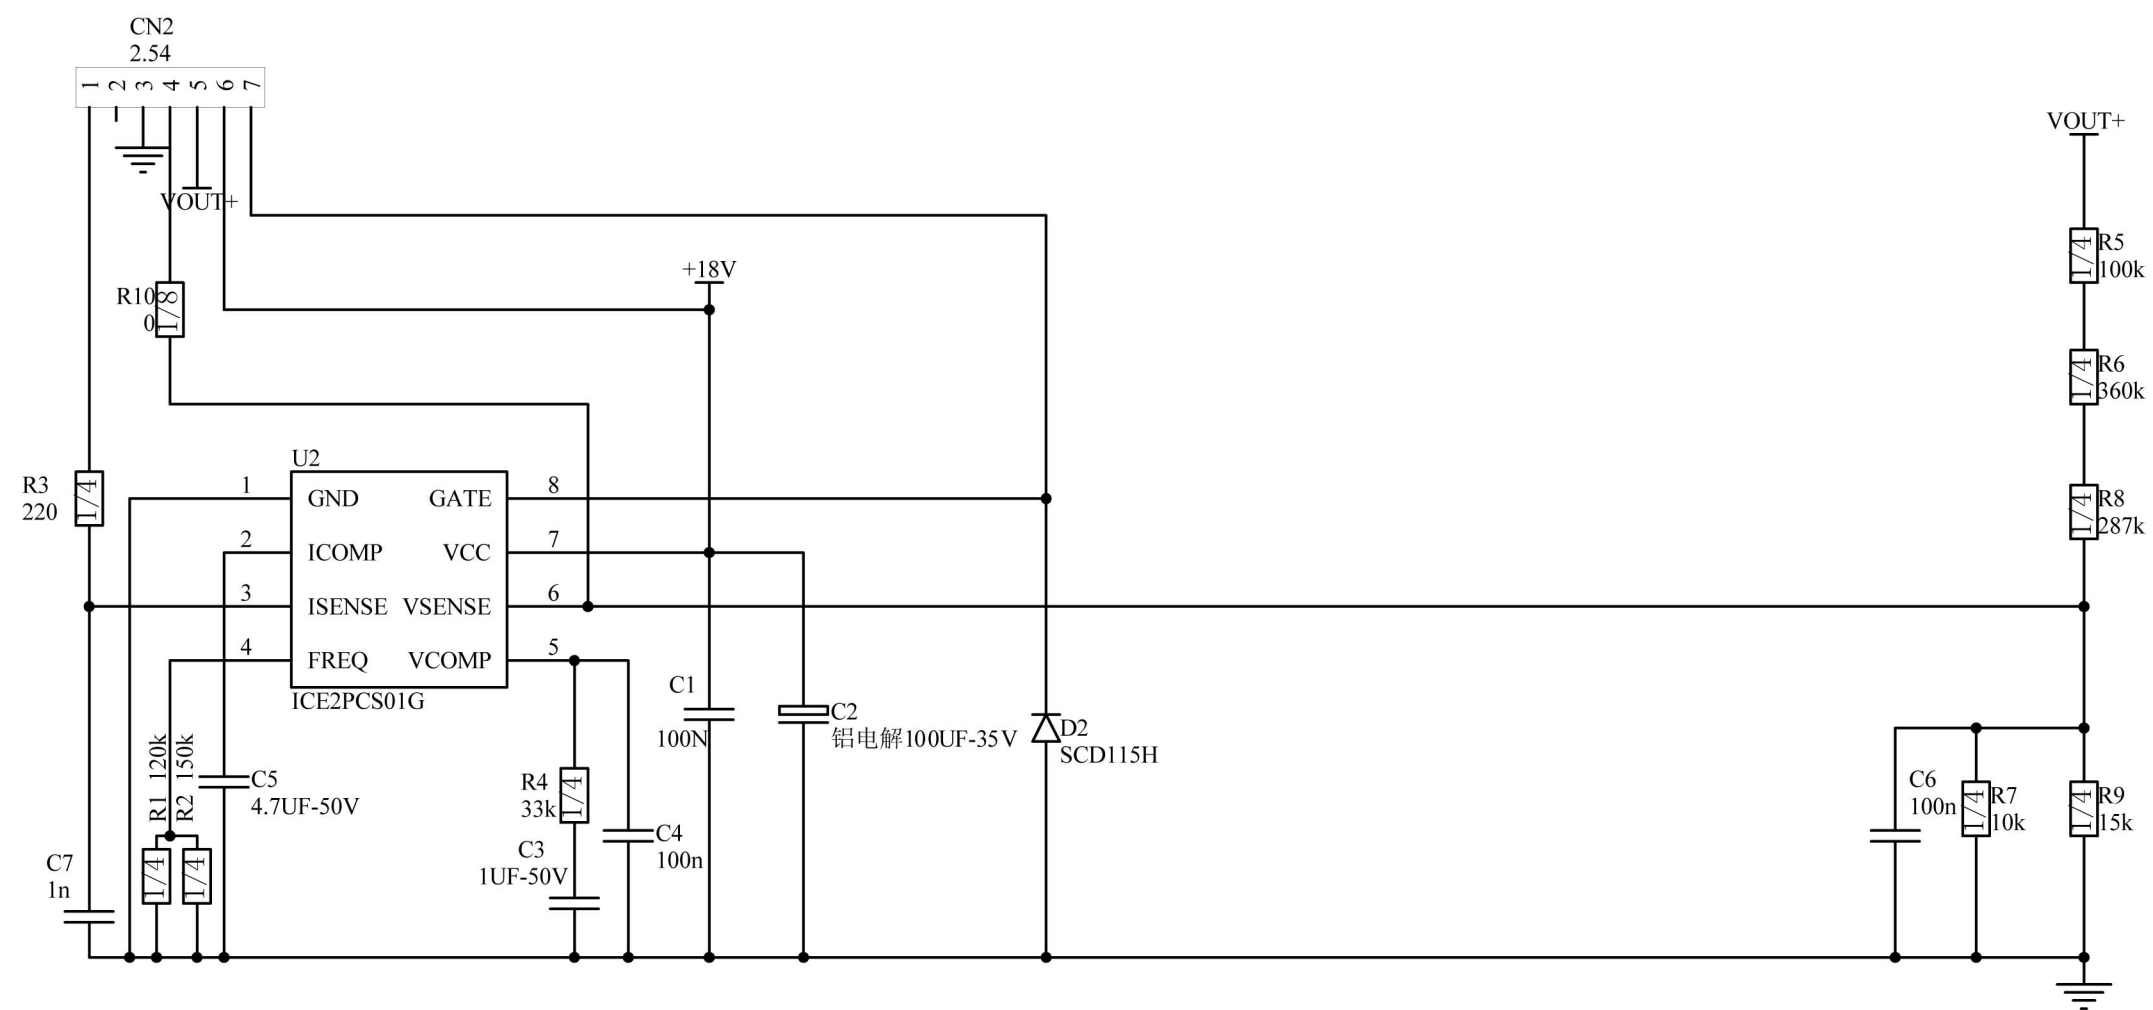 CN2
2.54
1 2 3 4 5 6 7
VOUT+
VOUT+
+18V
R5
100k
R10
0
1/8
1/4
R6
360k
1/4
U2
R3
220
1/4
1
GND
GATE
8
R8
287k
1/4
2
ICOMP
VCC
7
3
ISENSE
VSENSE
6
4
FREQ
VCOMP
5
ICE2PCS01G
C1
100N
C2
铝电解100UF-35V
D2
SCD115H
R1 120k
R2 150k
C5
4.7UF-50V
R4
33k
1/4
C6
100n
R7
10k
1/4
R9
15k
1/4
C4
100n
C3
1UF-50V
C7
1n
1/4
1/4